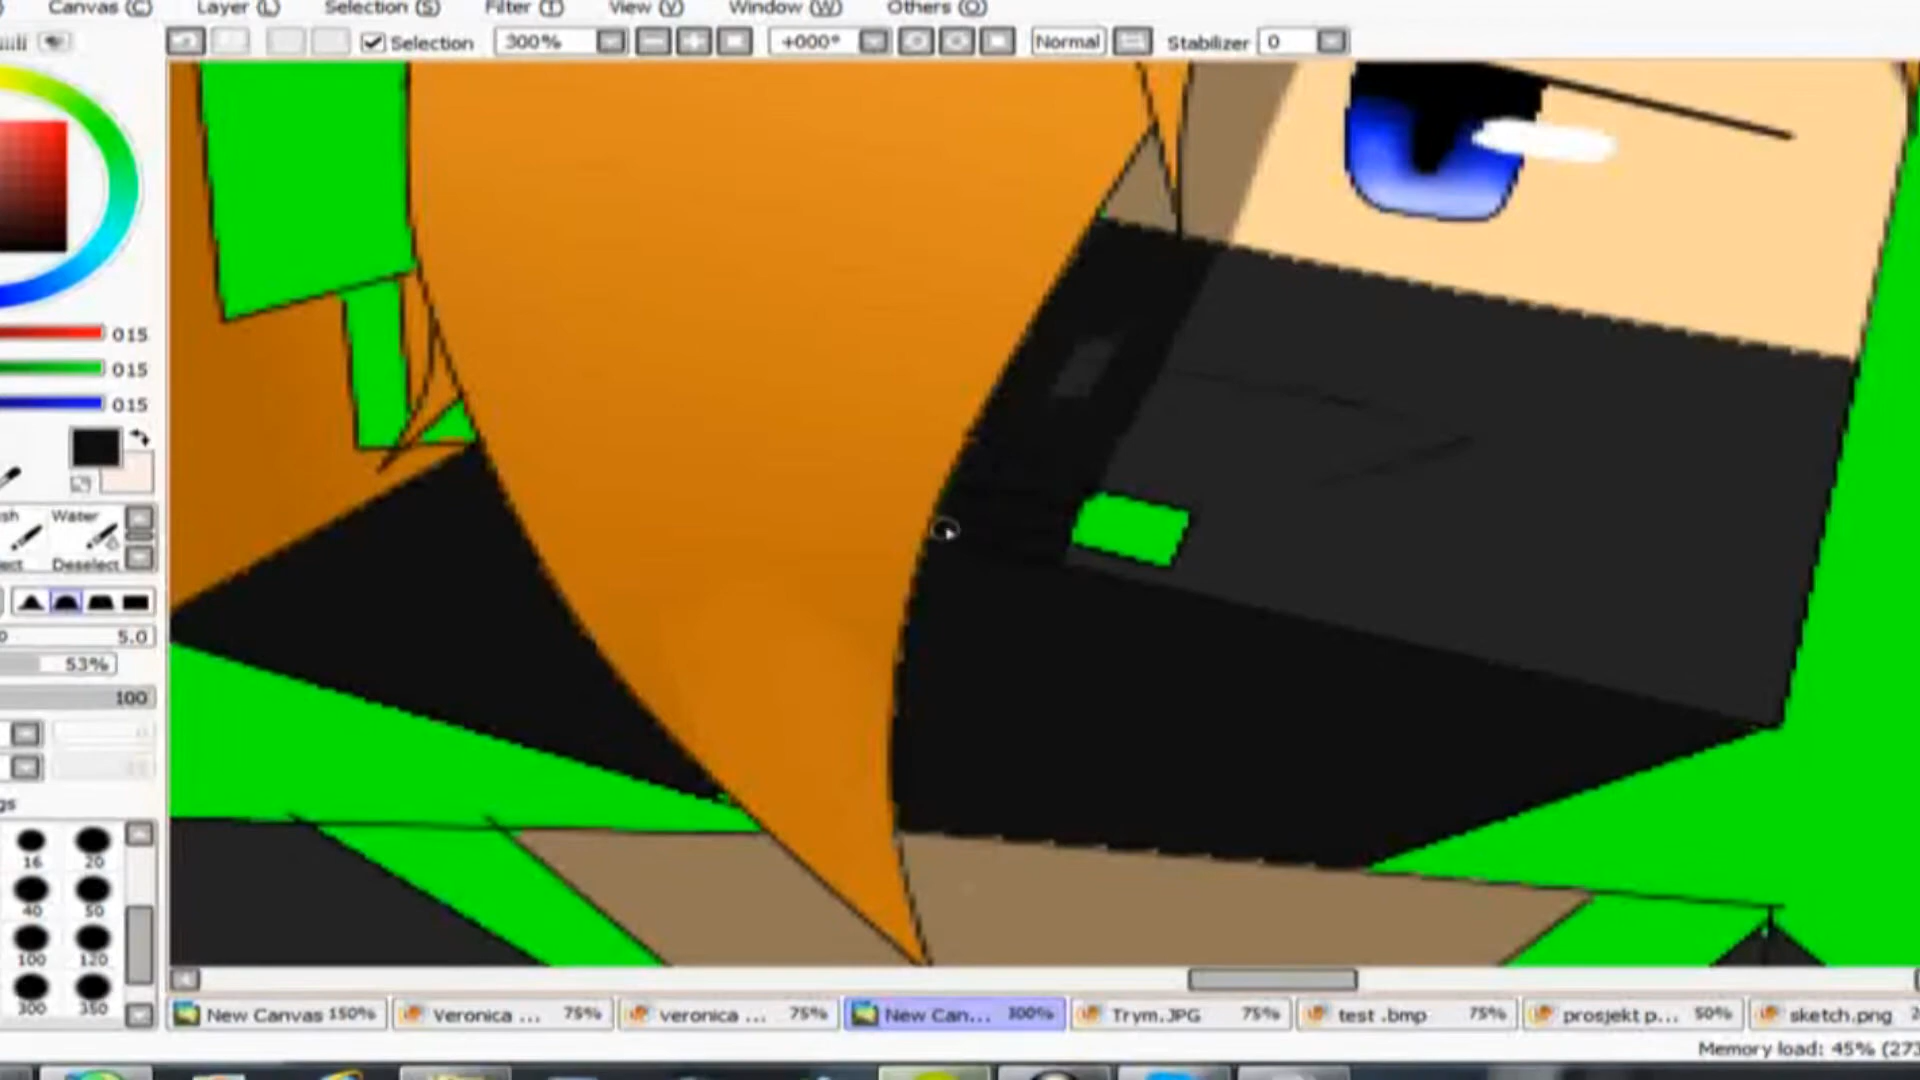 Canvas (C) Layer (L) Selection (S) Filter (T) View (V) Window (W) Others (O)
Selection 300% +000° Normal Stabilizer 0
015
015
015
Water
Deselect
5.0
53%
100
16 20
40 50
100 120
300 350
New Canvas 150% Veronica ... 75% veronica ... 75% New Can... 300% Trym.JPG 75% test .bmp 75% prosjekt p... 50% sketch.png
Memory load: 45% (273